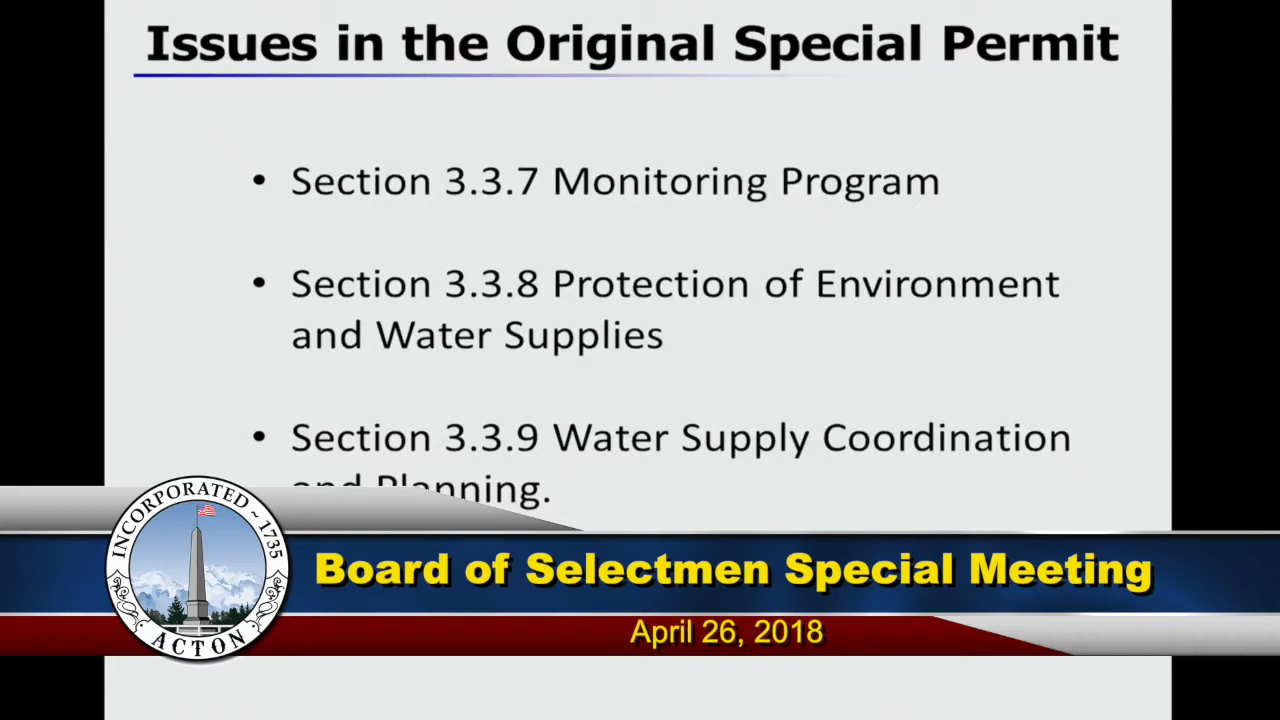 Issues in the Original Special Permit
• Section 3.3.7 Monitoring Program
• Section 3.3.8 Protection of Environment
and Water Supplies
• Section 3.3.9 Water Supply Coordination
and Planning.
INCORPORATED ~ 1735
ACTON
Board of Selectmen Special Meeting
April 26, 2018